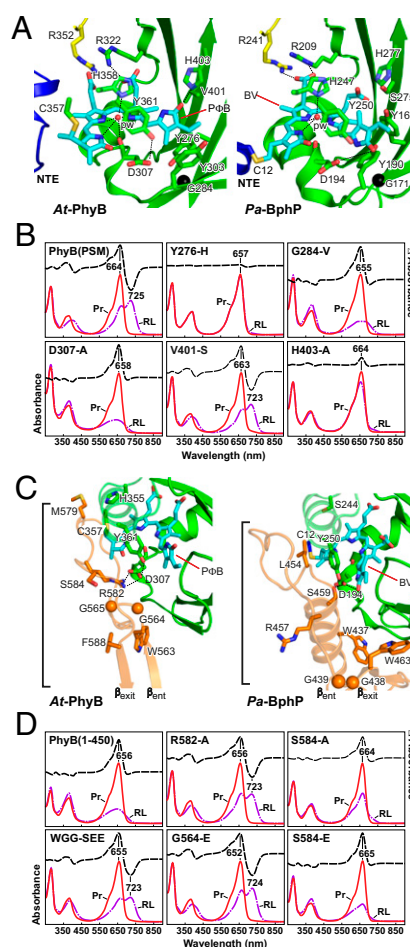 A
R352
R322
H358
Y361
H403
V401
C357
PΦB
pw
Y276
Y303
D307
G284
NTE
At-PhyB
R241
R209
H277
H247
S275
BV
Y250
pw
Y190
D194
G171
C12
NTE
Pa-BphP
B
PhyB(PSM)
664
725
Pr
RL
Y276-H
657
Pr
RL
G284-V
655
Pr
RL
D307-A
658
Pr
RL
V401-S
663
723
Pr
RL
H403-A
664
Pr
RL
Absorbance
350 450 550 650 750 850
350 450 550 650 750 850
350 450 550 650 750 850
Wavelength (nm)
C
M579
H355
C357
Y361
S584
D307
PΦB
R582
G565
G564
F588
W563
βexit
βent
At-PhyB
S244
C12
Y250
L454
BV
S459
D194
R457
W437
W463
G439
G438
βent
βexit
Pa-BphP
D
PhyB(1-450)
656
Pr
RL
R582-A
656
723
Pr
RL
S584-A
664
Pr
RL
WGG-SEE
655
723
Pr
RL
G564-E
652
724
Pr
RL
S584-E
665
Pr
RL
Absorbance
350 450 550 650 750 850
350 450 550 650 750 850
350 450 550 650 750 850
Wavelength (nm)